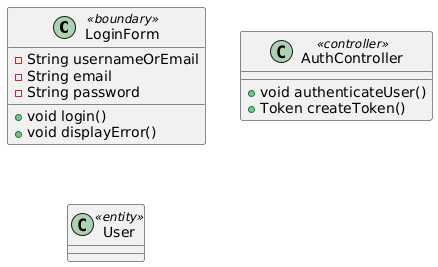 C «boundary»
LoginForm
String usernameOrEmail
String email
String password
void login()
void displayError()
C «controller»
AuthController
void authenticateUser()
Token createToken()
C «entity»
User